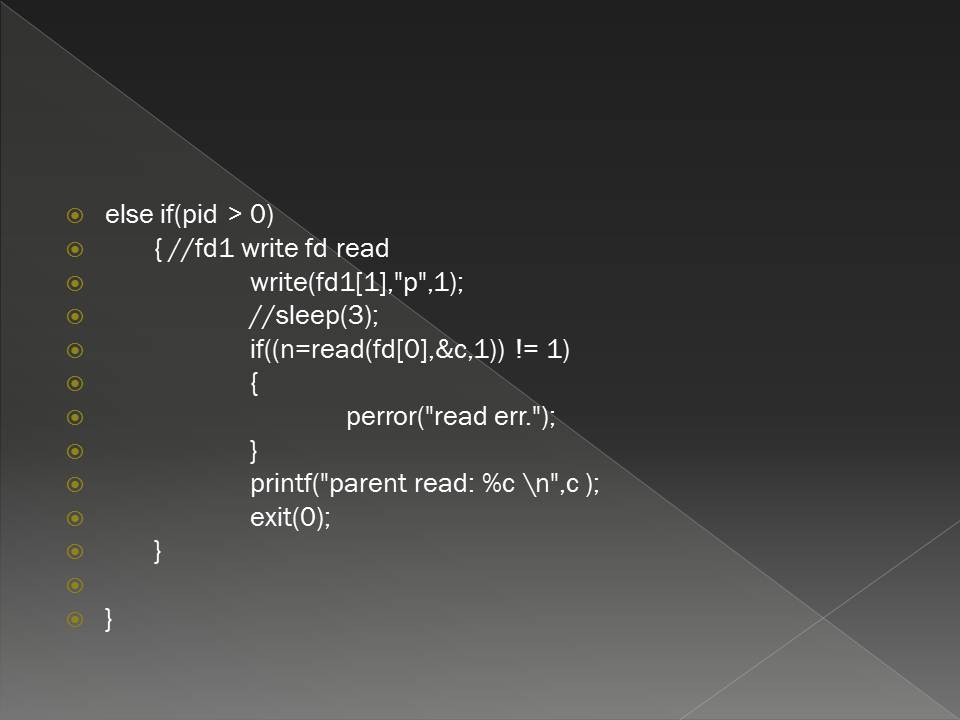 else if(pid > 0)
{ //fd1 write fd read
write(fd1[1],"p",1);
//sleep(3);
if((n=read(fd[0],&c,1)) != 1)
{
perror("read err.");
}
printf("parent read: %c \n",c );
exit(0);
}
}